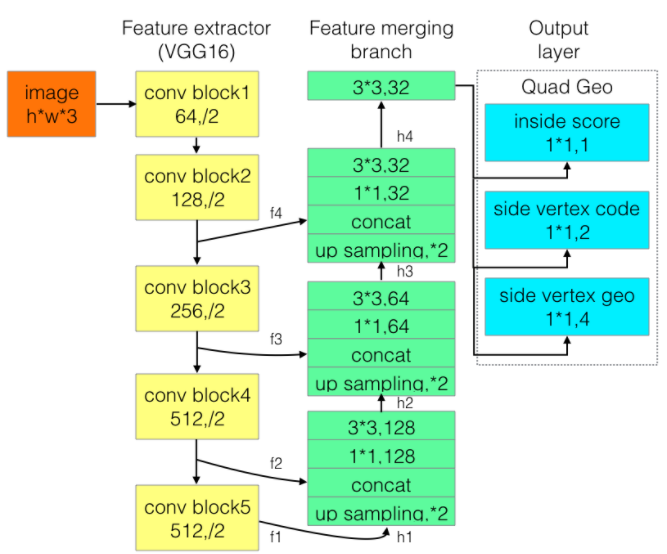 Feature extractor
(VGG16)
Feature merging
branch
Output
layer
image
h*w*3
conv block1
64,/2
conv block2
128,/2
conv block3
256,/2
conv block4
512,/2
conv block5
512,/2
f4
f3
f2
f1
3*3,32
h4
3*3,32
1*1,32
concat
up sampling,*2
h3
3*3,64
1*1,64
concat
up sampling,*2
h2
3*3,128
1*1,128
concat
up sampling,*2
h1
Quad Geo
inside score
1*1,1
side vertex code
1*1,2
side vertex geo
1*1,4